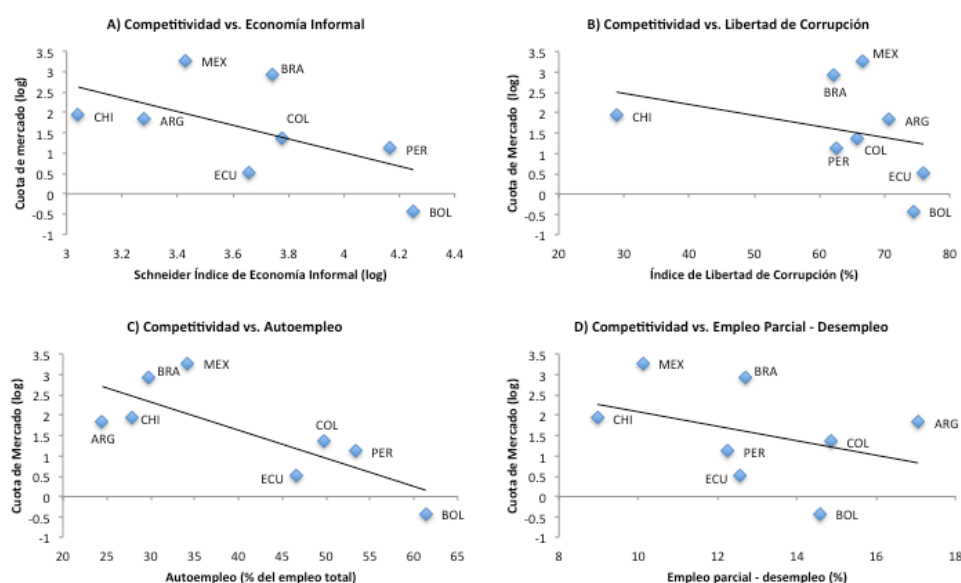 A) Competitividad vs. Economía Informal
Cuota de mercado (log)
3.5
3
2.5
2
1.5
1
0.5
0
-0.5
-1
MEX
BRA
CHI
ARG
COL
PER
ECU
BOL
3 3.2 3.4 3.6 3.8 4 4.2 4.4
Schneider Índice de Economía Informal (log)
B) Competitividad vs. Libertad de Corrupción
Cuota de Mercado (log)
3.5
3
2.5
2
1.5
1
0.5
0
-0.5
-1
MEX
BRA
CHI
ARG
COL
PER
ECU
BOL
20 30 40 50 60 70 80
Índice de Libertad de Corrupción (%)
C) Competitividad vs. Autoempleo
Cuota de Mercado (log)
3.5
3
2.5
2
1.5
1
0.5
0
-0.5
-1
MEX
BRA
CHI
ARG
COL
PER
ECU
BOL
20 25 30 35 40 45 50 55 60 65
Autoempleo (% del empleo total)
D) Competitividad vs. Empleo Parcial - Desempleo
Cuota de Mercado (log)
3.5
3
2.5
2
1.5
1
0.5
0
-0.5
-1
MEX
BRA
CHI
ARG
COL
PER
ECU
BOL
8 10 12 14 16 18
Empleo parcial - desempleo (%)